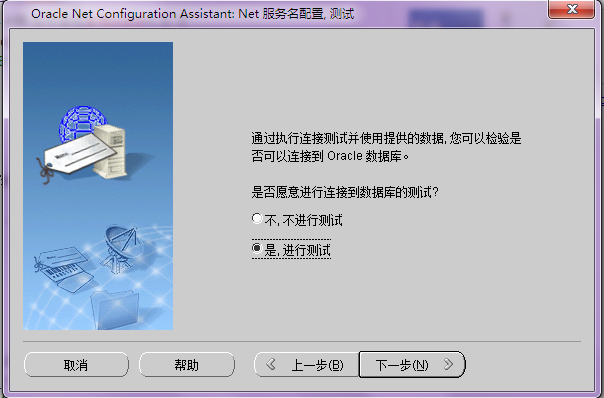 Oracle Net Configuration Assistant: Net 服务名配置, 测试
通过执行连接测试并使用提供的数据, 您可以检验是
否可以连接到 Oracle 数据库。
是否愿意进行连接到数据库的测试?
不, 不进行测试
是, 进行测试
取消
帮助
上一步(B)
下一步(N)